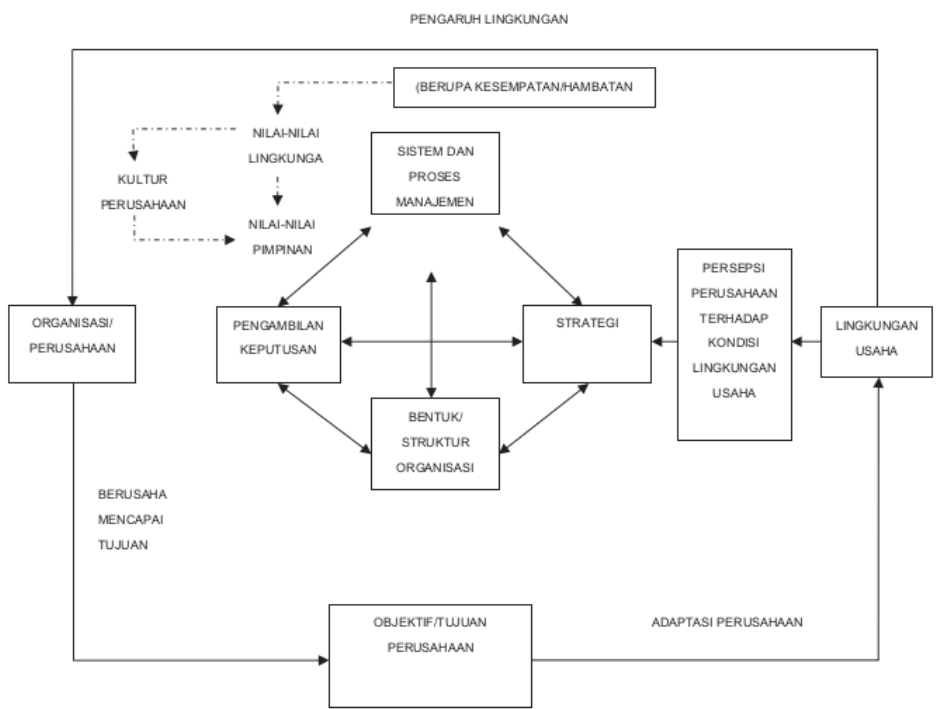 PENGARUH LINGKUNGAN
(BERUPA KESEMPATAN/HAMBATAN
NILAI-NILAI
LINGKUNGA
KULTUR
PERUSAHAAN
NILAI-NILAI
PIMPINAN
SISTEM DAN
PROSES
MANAJEMEN
ORGANISASI/
PERUSAHAAN
PENGAMBILAN
KEPUTUSAN
STRATEGI
PERSEPSI
PERUSAHAAN
TERHADAP
KONDISI
LINGKUNGAN
USAHA
LINGKUNGAN
USAHA
BENTUK/
STRUKTUR
ORGANISASI
BERUSAHA
MENCAPAI
TUJUAN
OBJEKTIF/TUJUAN
PERUSAHAAN
ADAPTASI PERUSAHAAN